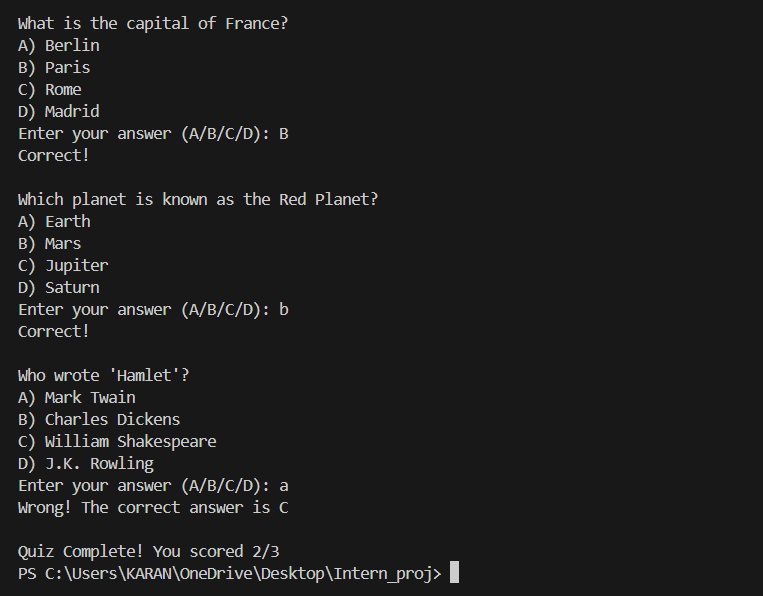 What is the capital of France?
A) Berlin
B) Paris
C) Rome
D) Madrid
Enter your answer (A/B/C/D): B
Correct!

Which planet is known as the Red Planet?
A) Earth
B) Mars
C) Jupiter
D) Saturn
Enter your answer (A/B/C/D): b
Correct!

Who wrote 'Hamlet'?
A) Mark Twain
B) Charles Dickens
C) William Shakespeare
D) J.K. Rowling
Enter your answer (A/B/C/D): a
Wrong! The correct answer is C

Quiz Complete! You scored 2/3
PS C:\Users\KARAN\OneDrive\Desktop\Intern_proj>